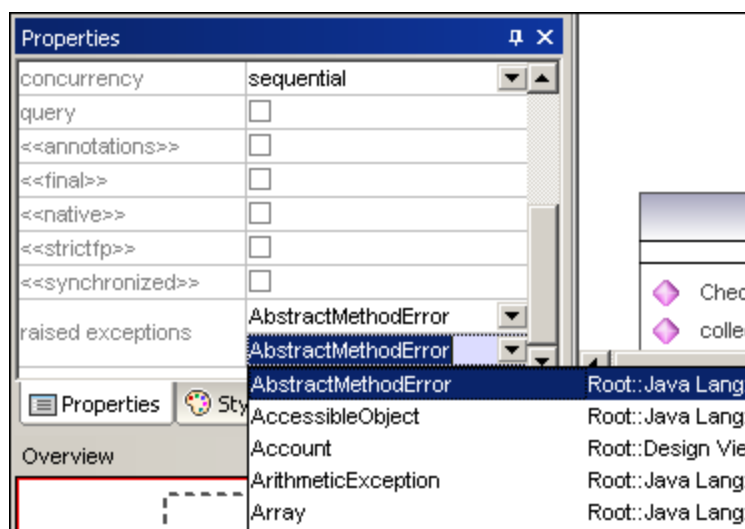 Properties
concurrency sequential
query
<<annotations>>
<<final>>
<<native>>
<<strictfp>>
<<synchronized>>
raised exceptions AbstractMethodError
AbstractMethodError
AbstractMethodError Root::Java Lang
AccessibleObject Root::Java Lang
Account Root::Design Vie
ArithmeticException Root::Java Lang
Array Root::Java Lang
Properties Sty
Overview
Chec
colle